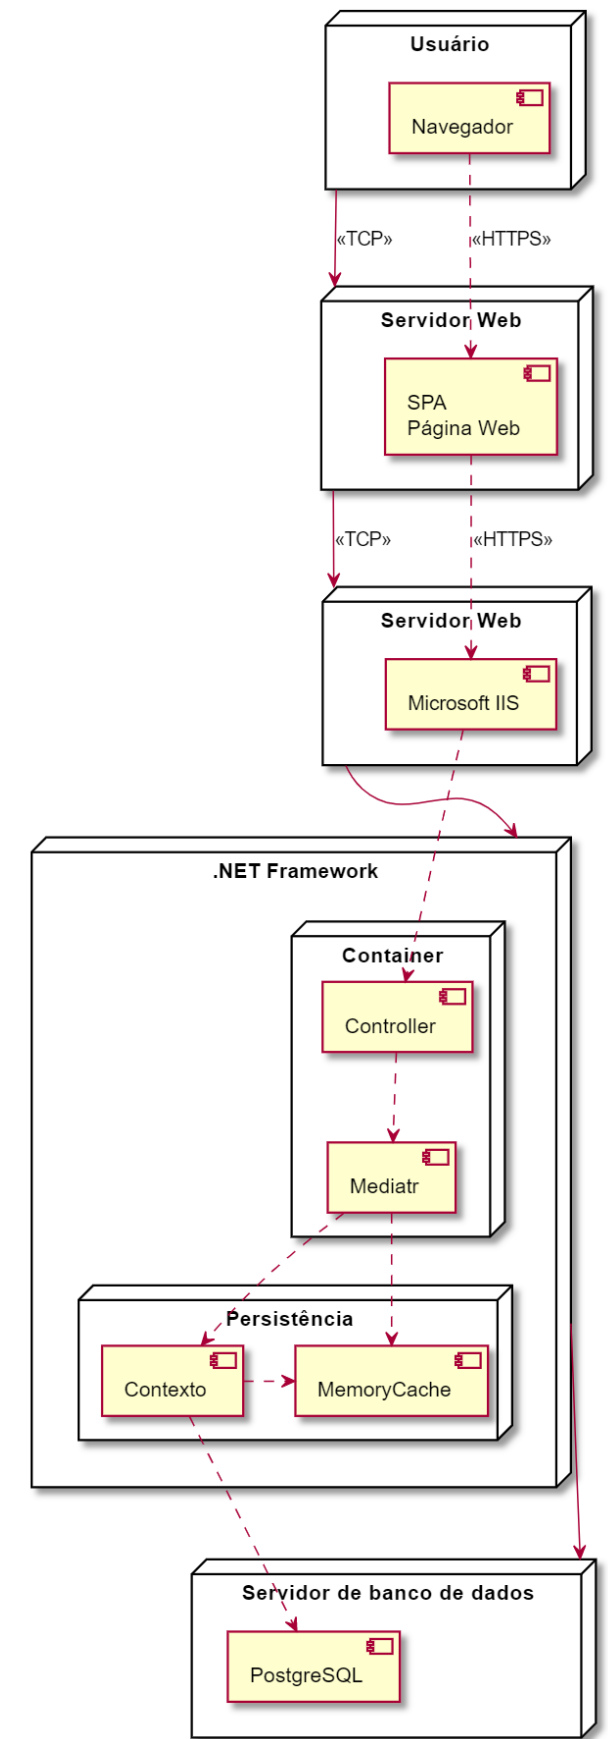 Usuário
Navegador
«TCP»
«HTTPS»
Servidor Web
SPA
Página Web
«TCP»
«HTTPS»
Servidor Web
Microsoft IIS
.NET Framework
Container
Controller
Mediatr
Persistência
Contexto
MemoryCache
Servidor de banco de dados
PostgreSQL